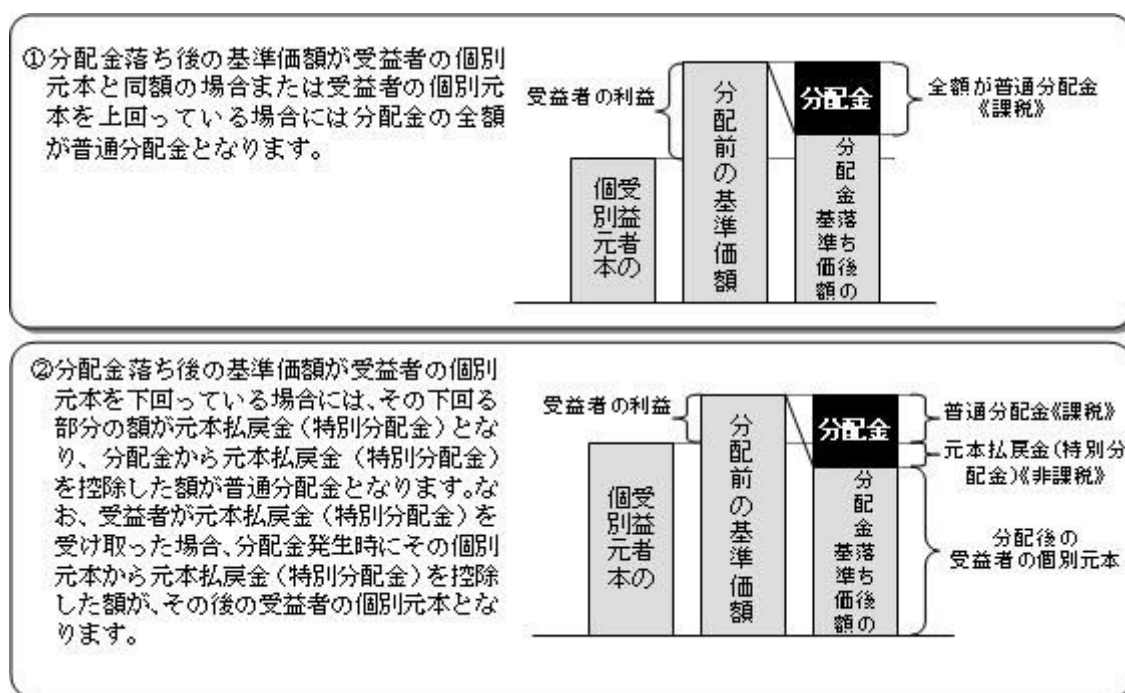 ①分配金落ち後の基準価額が受益者の個別
元本と同額の場合または受益者の個別元
本を上回っている場合には分配金の全額
が普通分配金となります。
受益者の利益
受益者の
個別元本
分配前の基準価額
分配金
分配金落ち後の
基準価額
全額が普通分配金
《課税》
②分配金落ち後の基準価額が受益者の個別
元本を下回っている場合には、その下回る
部分の額が元本払戻金（特別分配金）とな
り、分配金から元本払戻金（特別分配金）
を控除した額が普通分配金となります。な
お、受益者が元本払戻金（特別分配金）を
受け取った場合、分配金発生時にその個別
元本から元本払戻金（特別分配金）を控除
した額が、その後の受益者の個別元本とな
ります。
受益者の利益
受益者の
個別元本
分配前の基準価額
分配金
分配金落ち後の
基準価額
普通分配金《課税》
元本払戻金（特別分
配金）《非課税》
分配後の
受益者の個別元本